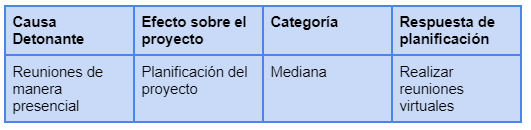 Causa Detonante
Efecto sobre el proyecto
Categoría
Respuesta de planificación
Reuniones de manera presencial
Planificación del proyecto
Mediana
Realizar reuniones virtuales